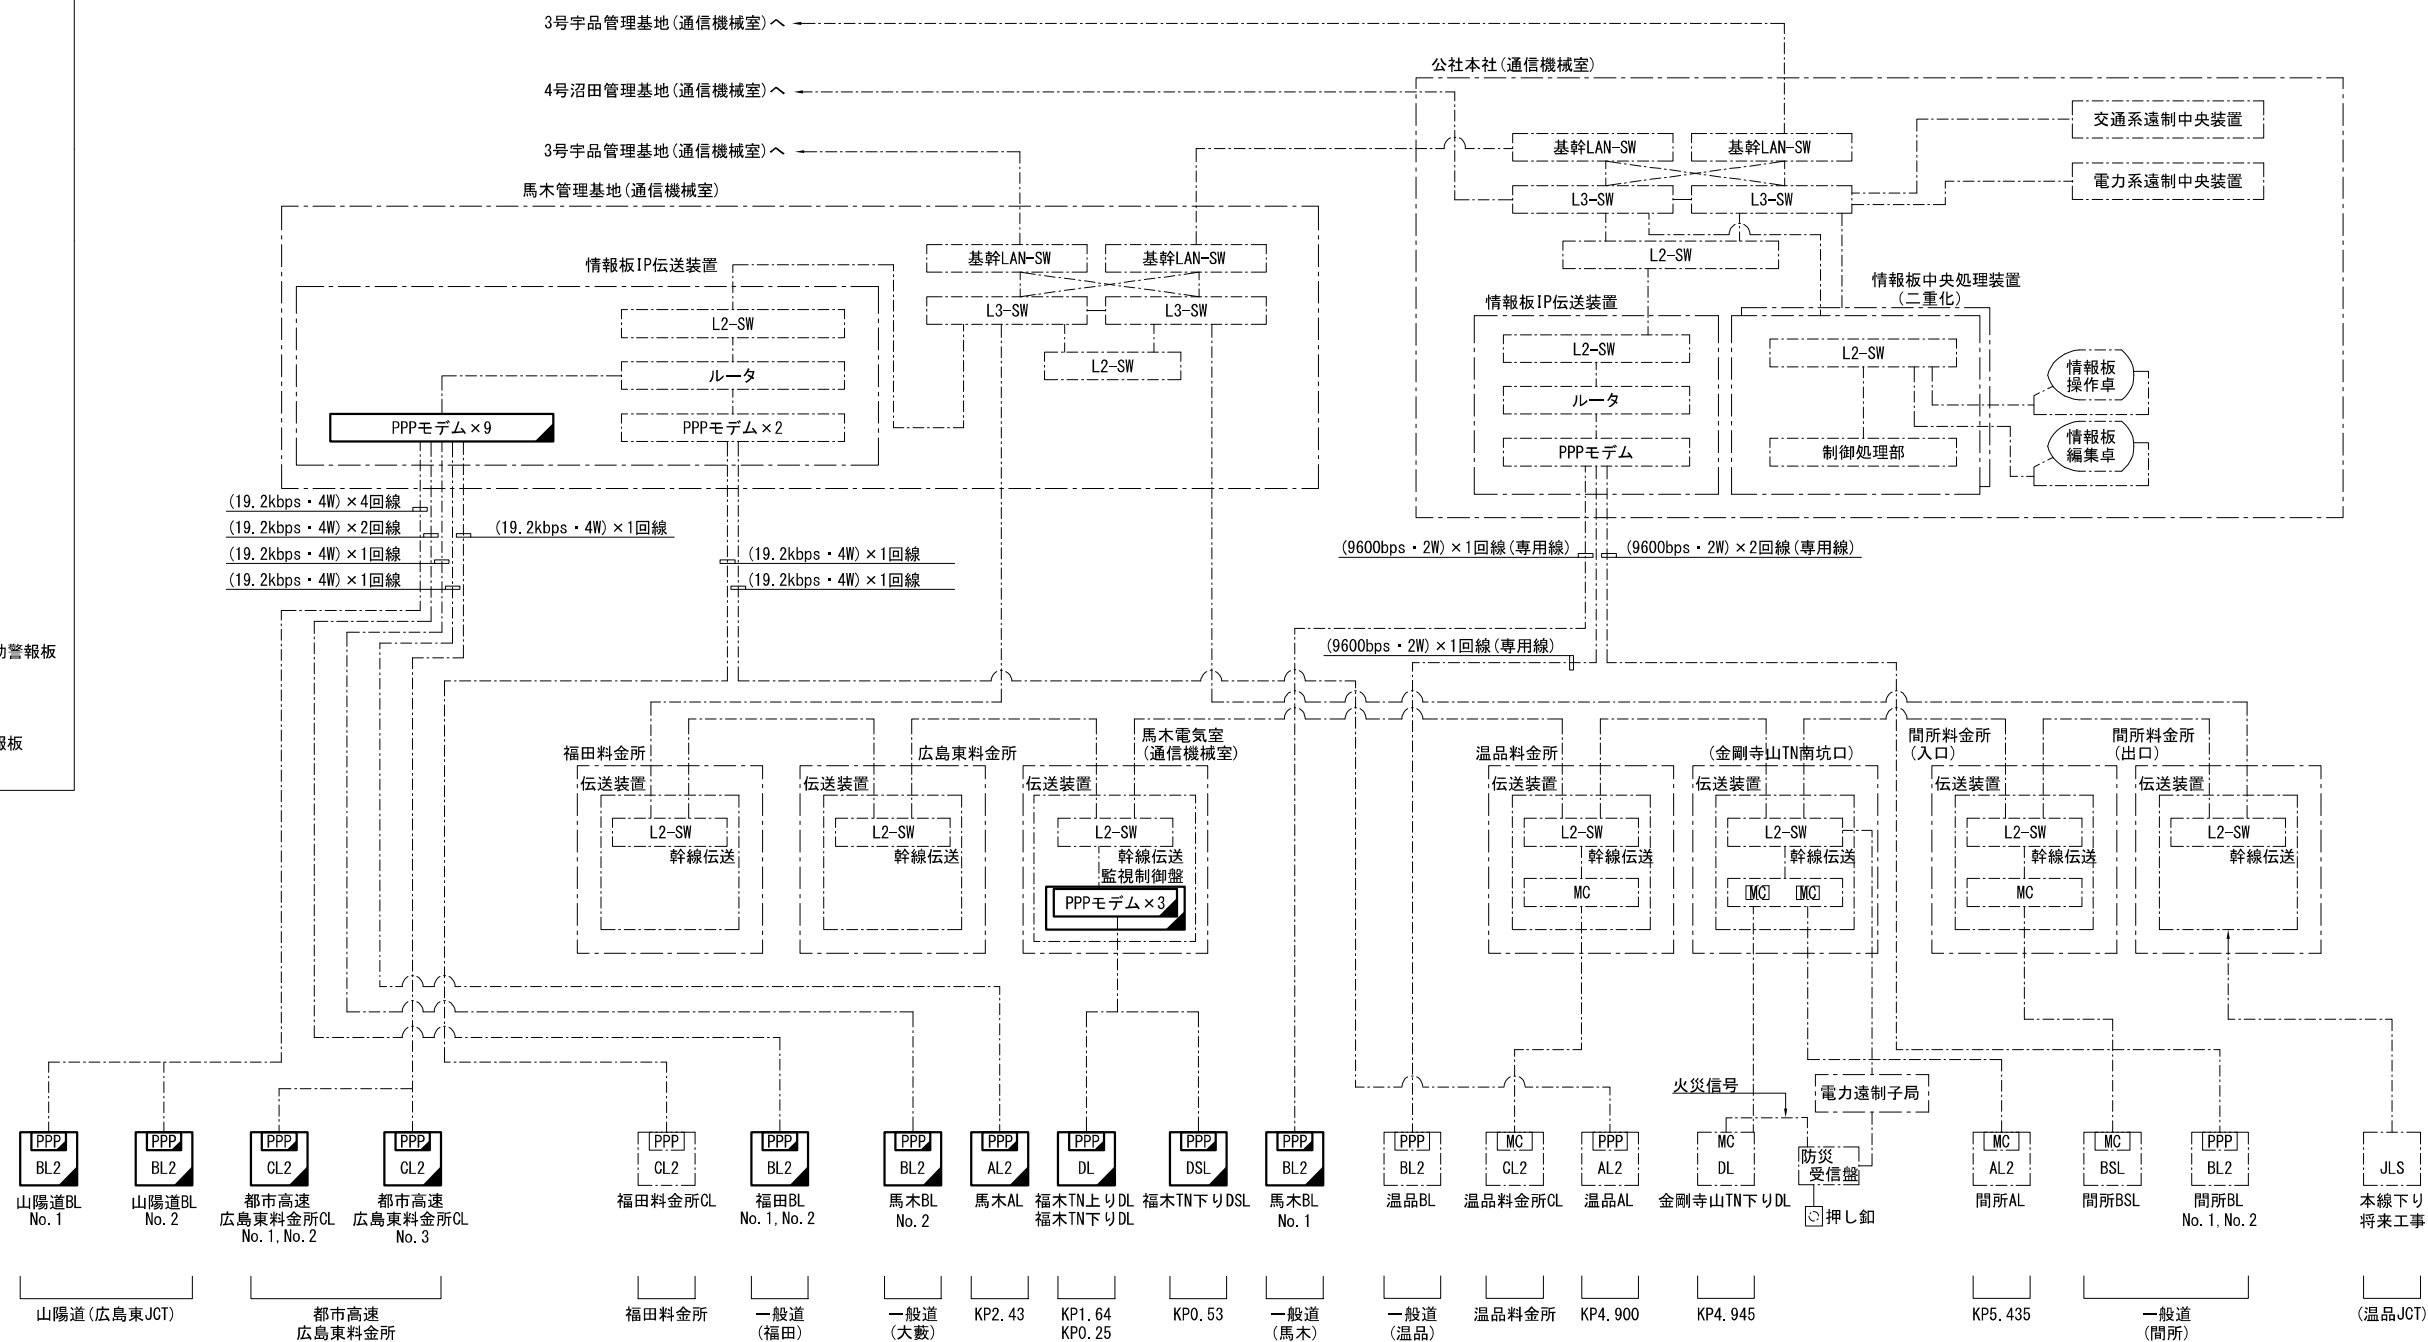 3号宇品管理基地(通信機械室)へ
公社本社(通信機械室)
4号沼田管理基地(通信機械室)へ
交通系遠制中央装置
基幹LAN-SW
基幹LAN-SW
3号宇品管理基地(通信機械室)へ
電力系遠制中央装置
馬木管理基地(通信機械室)
L3-SW
L3-SW
L2-SW
基幹LAN-SW
基幹LAN-SW
情報板IP伝送装置
情報板中央処理装置
(二重化)
情報板IP伝送装置
L3-SW
L3-SW
L2-SW
L2-SW
L2-SW
L2-SW
情報板
操作卓
ルータ
ルータ
PPPモデム×9
PPPモデム×2
PPPモデム
制御処理部
情報板
編集卓
(19.2kbps・4W)×4回線
(19.2kbps・4W)×2回線
(19.2kbps・4W)×1回線
(19.2kbps・4W)×1回線
(19.2kbps・4W)×1回線
(19.2kbps・4W)×1回線
(19.2kbps・4W)×1回線
(9600bps・2W)×1回線(専用線)
(9600bps・2W)×2回線(専用線)
(9600bps・2W)×1回線(専用線)
警報板
報板
福田料金所
広島東料金所
馬木電気室
(通信機械室)
温品料金所
(金剛寺山TN南坑口)
間所料金所
(入口)
間所料金所
(出口)
伝送装置
伝送装置
伝送装置
伝送装置
伝送装置
伝送装置
伝送装置
L2-SW
L2-SW
L2-SW
L2-SW
L2-SW
L2-SW
L2-SW
幹線伝送
幹線伝送
幹線伝送
幹線伝送
幹線伝送
幹線伝送
幹線伝送
監視制御盤
PPPモデム×3
MC
MC
MC
MC
火災信号
電力遠制子局
PPP
BL2
山陽道BL
No.1
PPP
BL2
山陽道BL
No.2
PPP
CL2
都市高速
広島東料金所CL
No.1,No.2
PPP
CL2
都市高速
広島東料金所CL
No.3
PPP
CL2
福田料金所CL
PPP
BL2
福田BL
No.1,No.2
PPP
BL2
馬木BL
No.2
PPP
AL2
馬木AL
PPP
DL
福木TN上りDL
福木TN下りDL
PPP
DSL
福木TN下りDSL
PPP
BL2
馬木BL
No.1
PPP
BL2
温品BL
MC
CL2
温品料金所CL
PPP
AL2
温品AL
MC
DL
金剛寺山TN下りDL
防災
受信盤
押し釦
MC
AL2
間所AL
MC
BSL
間所BSL
PPP
BL2
間所BL
No.1,No.2
JLS
本線下り
将来工事
山陽道(広島東JCT)
都市高速
広島東料金所
福田料金所
一般道
(福田)
一般道
(大藪)
KP2.43
KP1.64
KP0.25
KP0.53
一般道
(馬木)
一般道
(温品)
温品料金所
KP4.900
KP4.945
KP5.435
一般道
(間所)
(温品JCT)